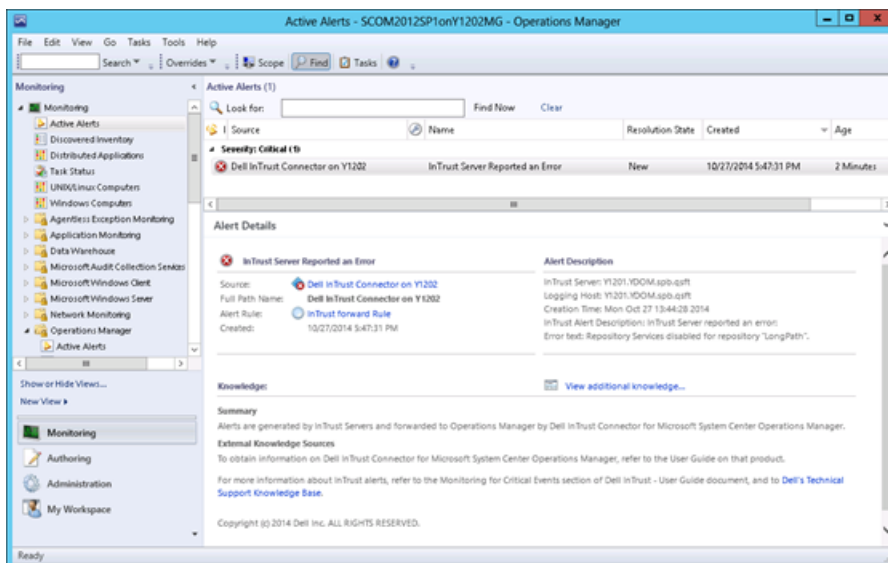 Active Alerts - SCOM2012SP1onY1202MG - Operations Manager
File Edit View Go Tasks Tools Help
Search Overrides Scope Find Tasks
Monitoring
Monitoring
Active Alerts
Discovered Inventory
Distributed Applications
Task Status
UNIX/Linux Computers
Windows Computers
Agentless Exception Monitoring
Application Monitoring
Data Warehouse
Microsoft Audit Collection Services
Microsoft Windows Client
Microsoft Windows Server
Network Monitoring
Operations Manager
Active Alerts
Show or Hide Views...
New View
Monitoring
Authoring
Administration
My Workspace
Active Alerts (1)
Look for: Find Now Clear
I Source Name Resolution State Created Age
Severity: Critical (1)
Dell InTrust Connector on Y1202 InTrust Server Reported an Error New 10/27/2014 5:47:31 PM 2 Minutes
Alert Details
InTrust Server Reported an Error
Source: Dell InTrust Connector on Y1202
Full Path Name: Dell InTrust Connector on Y1202
Alert Rule: InTrust forward Rule
Created: 10/27/2014 5:47:31 PM
Alert Description
InTrust Server: Y1201.YDOM.spb.qsft
Logging Host: Y1201.YDOM.spb.qsft
Creation Time: Mon Oct 27 13:44:28 2014
InTrust Alert Description: InTrust Server reported an error:
Error text: Repository Services disabled for repository "LongPath".
Knowledge: View additional knowledge...
Summary
Alerts are generated by InTrust Servers and forwarded to Operations Manager by Dell InTrust Connector for Microsoft System Center Operations Manager.
External Knowledge Sources
To obtain information on Dell InTrust Connector for Microsoft System Center Operations Manager, refer to the User Guide on that product.
For more information about InTrust alerts, refer to the Monitoring for Critical Events section of Dell InTrust - User Guide document, and to Dell's Technical
Support Knowledge Base.
Copyright (c) 2014 Dell Inc. ALL RIGHTS RESERVED.
Ready